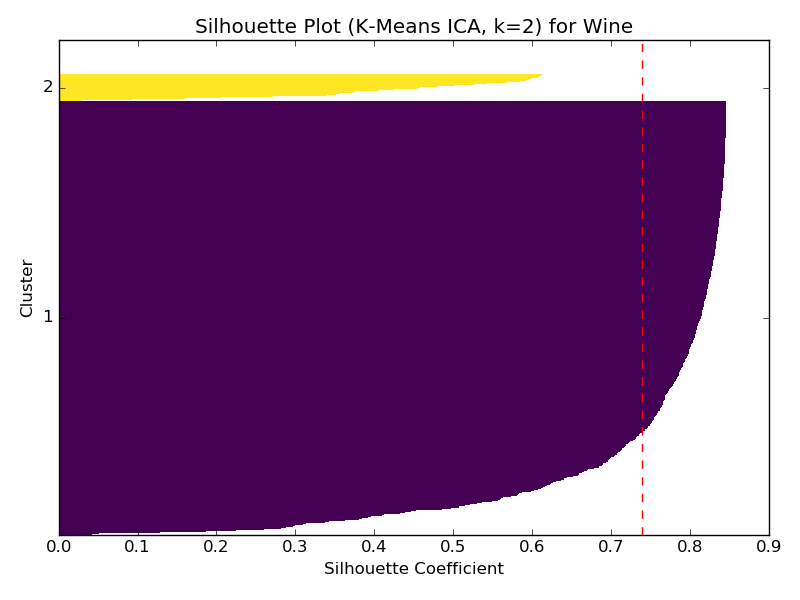 Silhouette Plot (K-Means ICA, k=2) for Wine
2
1
Cluster
0.0 0.1 0.2 0.3 0.4 0.5 0.6 0.7 0.8 0.9
Silhouette Coefficient